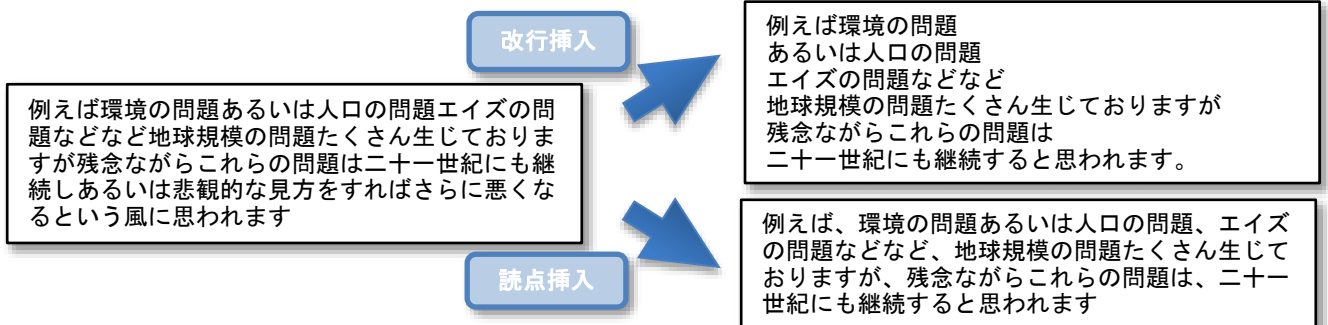 改行挿入
例えば環境の問題
あるいは人口の問題
エイズの問題などなど
地球規模の問題たくさん生じておりますが
残念ながらこれらの問題は
二十一世紀にも継続すると思われます。
例えば環境の問題あるいは人口の問題エイズの問
題などなど地球規模の問題たくさん生じておりま
すが残念ながらこれらの問題は二十一世紀にも継
続しあるいは悲観的な見方をすればさらに悪くな
るという風に思われます
読点挿入
例えば、環境の問題あるいは人口の問題、エイズ
の問題などなど、地球規模の問題たくさん生じて
おりますが、残念ながらこれらの問題は、二十一
世紀にも継続すると思われます